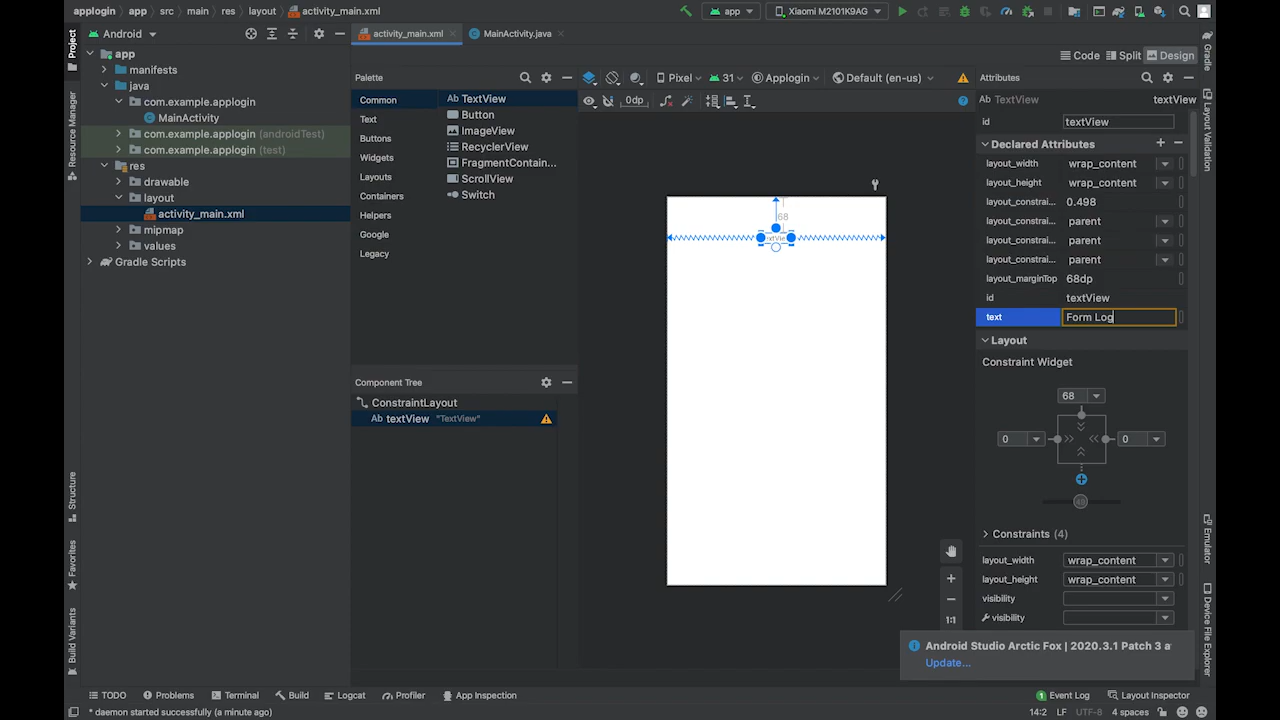 applogin app src main res layout activity_main.xml
app Xiaomi M2101K9AG
Android
activity_main.xml MainActivity.java
Project
Resource Manager
Structure
Favorites
Build Variants
app
manifests
java
com.example.applogin
MainActivity
com.example.applogin (androidTest)
com.example.applogin (test)
res
drawable
layout
activity_main.xml
mipmap
values
Gradle Scripts
Code Split Design
Palette
Common
Text
Buttons
Widgets
Layouts
Containers
Helpers
Google
Legacy
Ab TextView
Button
ImageView
RecyclerView
FragmentContain...
ScrollView
Switch
Component Tree
ConstraintLayout
Ab textView "TextView"
Pixel 31 Applogin Default (en-us)
0dp
68
1:1
Attributes
Ab TextView textView
id textView
Declared Attributes
layout_width wrap_content
layout_height wrap_content
layout_constrai... 0.498
layout_constrai... parent
layout_constrai... parent
layout_constrai... parent
layout_marginTop 68dp
id textView
text Form Log
Layout
Constraint Widget
68
0 0
Constraints (4)
layout_width wrap_content
layout_height wrap_content
visibility
visibility
Android Studio Arctic Fox | 2020.3.1 Patch 3 a
Update...
Gradle
Layout Validation
Emulator
Device File Explorer
TODO Problems Terminal Build Logcat Profiler App Inspection
1 Event Log Layout Inspector
* daemon started successfully (a minute ago)
14:2 LF UTF-8 4 spaces